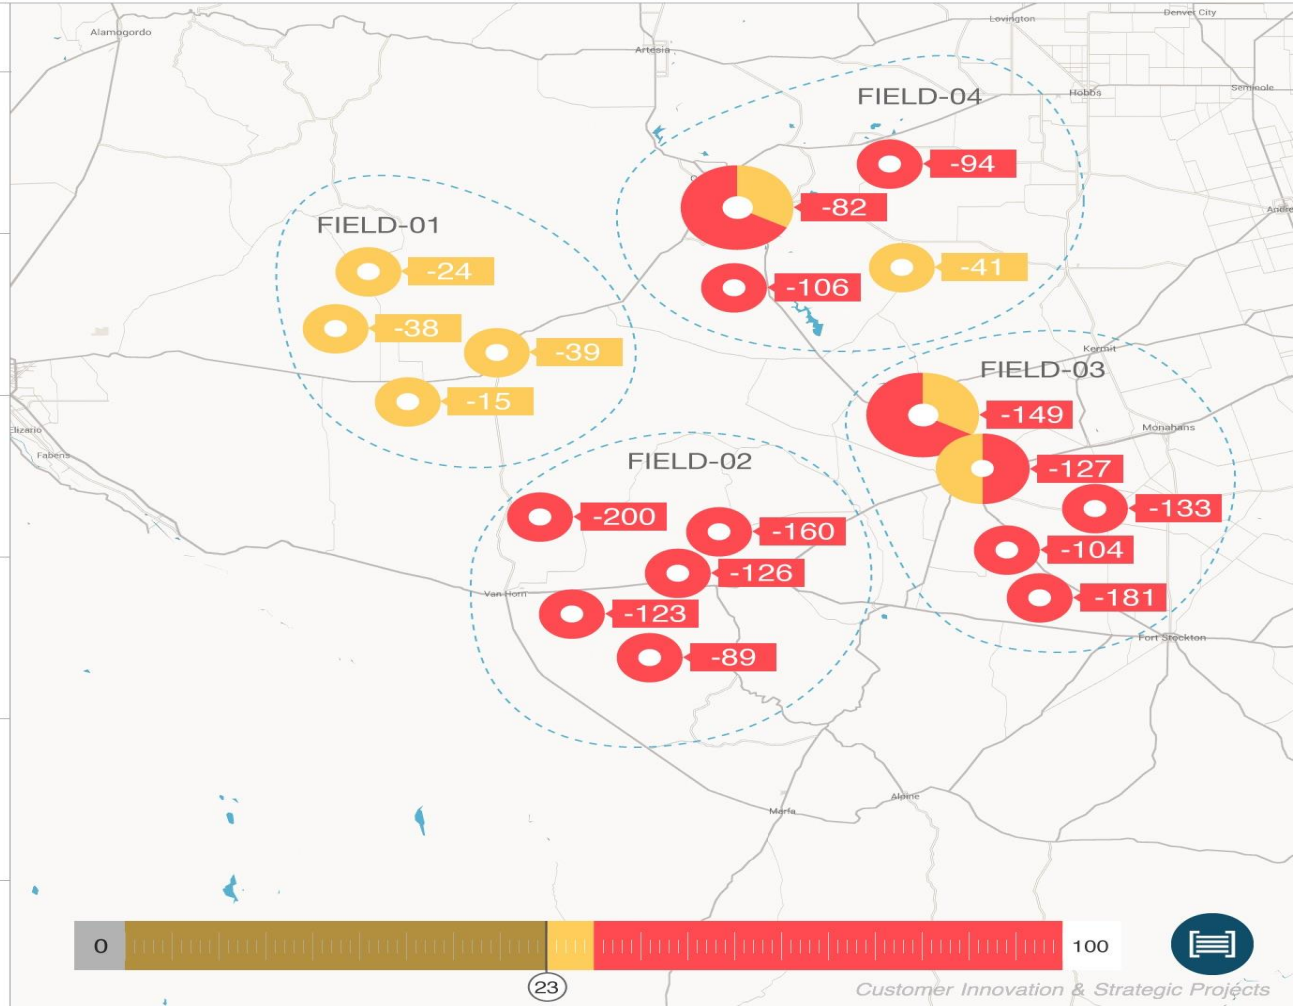 Denver City
Lovington
Alamogordo
Artesia
Seminole
Hobbs
FIELD-04
-94
-82
FIELD-01
-41
-24
-106
-38
Kermit
-39
FIELD-03
-15
-149
Monahans
Fabens
FIELD-02
-127
-133
-200
-160
-104
-126
Van Horn
-181
-123
Fort Stockton
-89
Alpine
Marfa
0
100
23
Customer Innovation & Strategic Projects